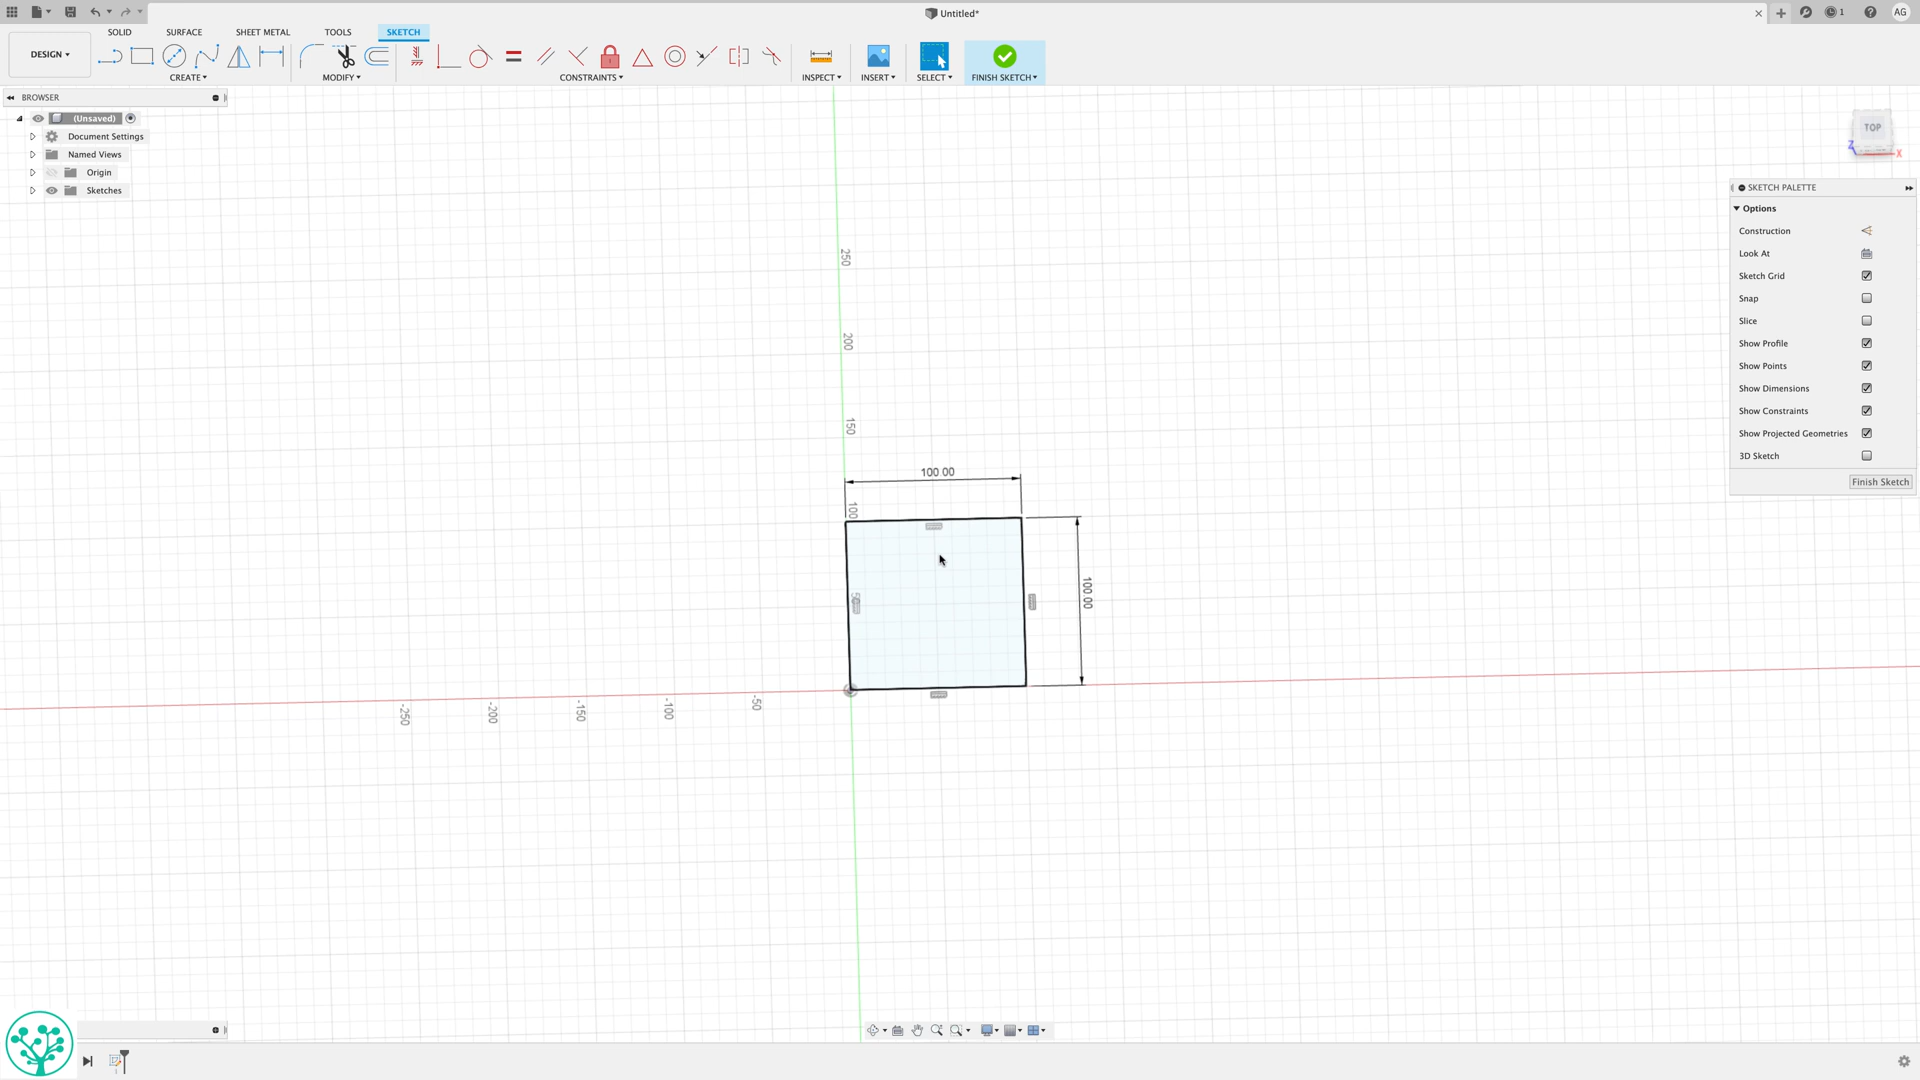 Untitled*
1
AG
SOLID
SURFACE
SHEET METAL
TOOLS
SKETCH
DESIGN
CREATE
MODIFY
CONSTRAINTS
INSPECT
INSERT
SELECT
FINISH SKETCH
BROWSER
(Unsaved)
Document Settings
Named Views
Origin
Sketches
TOP
Z
X
SKETCH PALETTE
Options
Construction
Look At
Sketch Grid
Snap
Slice
Show Profile
Show Points
Show Dimensions
Show Constraints
Show Projected Geometries
3D Sketch
Finish Sketch
250
200
150
100 00
100
100.00
-250
-200
-150
-100
-50